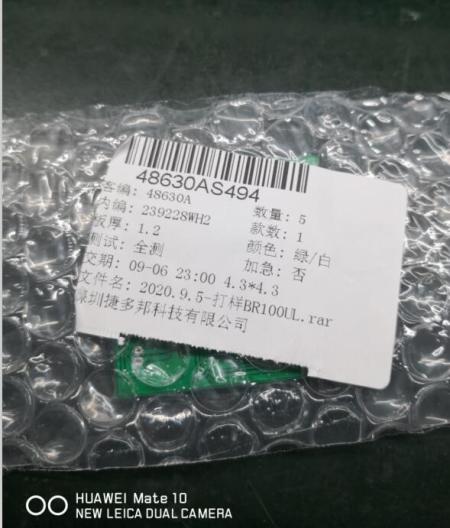 48630AS494
客编: 48630A 数量: 5
内编: 239228WH2 款数: 1
板厚: 1.2 颜色: 绿/白
测试: 全测 加急: 否
交期: 09-06 23:00 4.3*4.3
文件名: 2020.9.5-打样BR100UL.rar
深圳捷多邦科技有限公司
HUAWEI Mate 10
NEW LEICA DUAL CAMERA